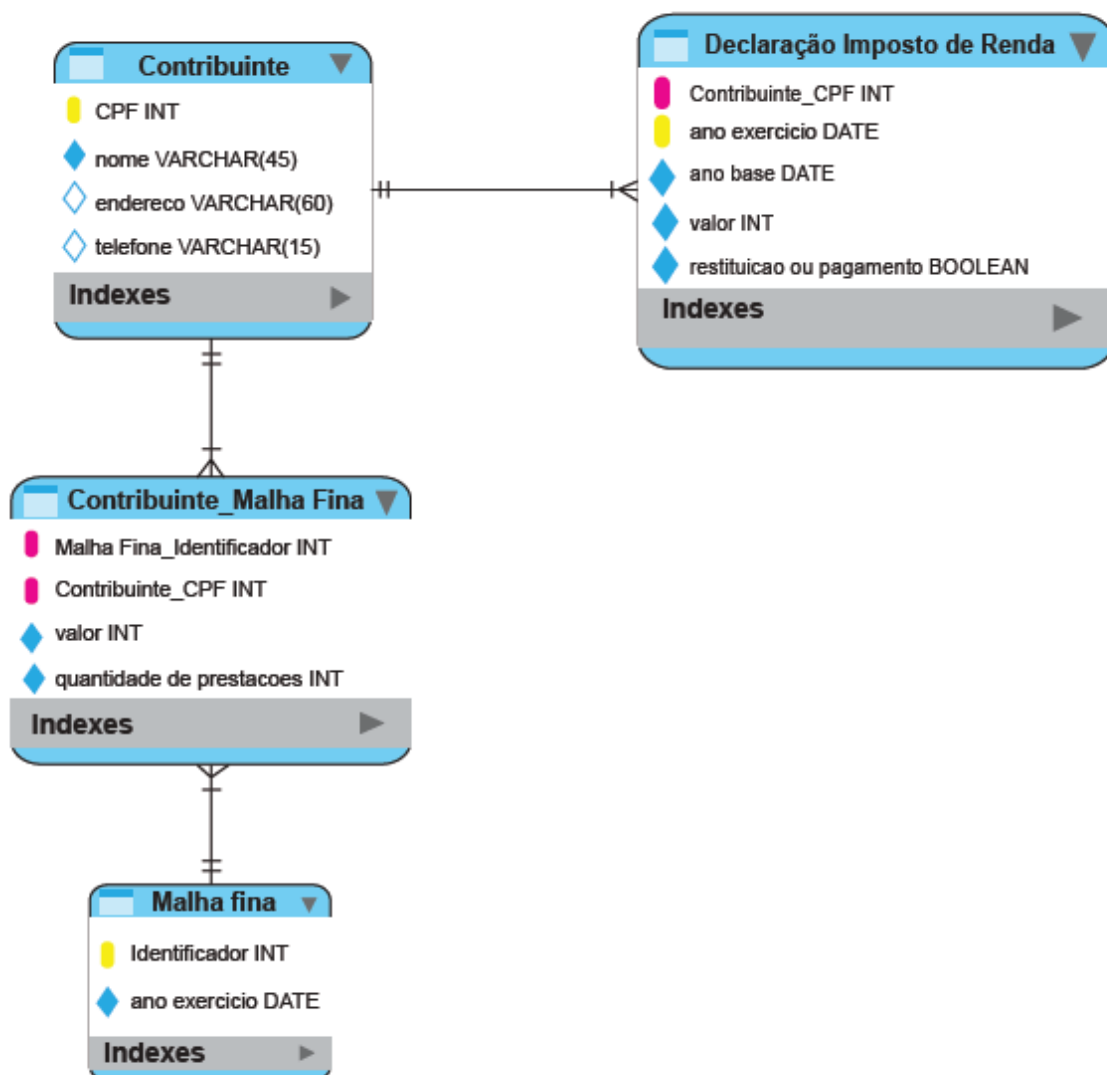 Contribuinte
CPF INT
nome VARCHAR(45)
endereco VARCHAR(60)
telefone VARCHAR(15)
Indexes
Declaração Imposto de Renda
Contribuinte_CPF INT
ano exercicio DATE
ano base DATE
valor INT
restituicao ou pagamento BOOLEAN
Indexes
Contribuinte_Malha Fina
Malha Fina_Identificador INT
Contribuinte_CPF INT
valor INT
quantidade de prestacoes INT
Indexes
Malha fina
Identificador INT
ano exercicio DATE
Indexes